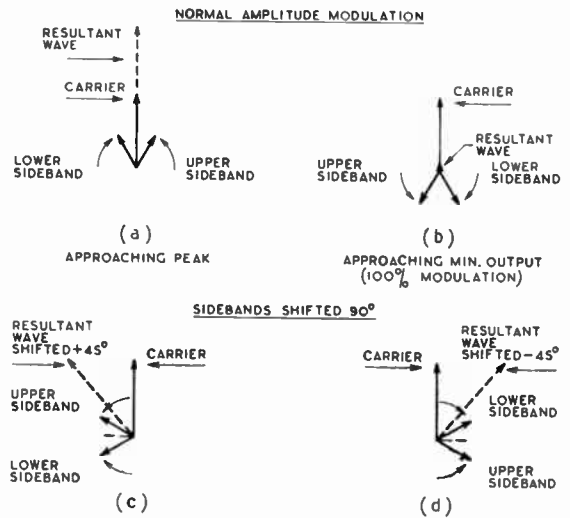 NORMAL AMPLITUDE MODULATION
RESULTANT
WAVE
CARRIER
LOWER
SIDEBAND
UPPER
SIDEBAND
(a)
APPROACHING PEAK
CARRIER
RESULTANT
WAVE
UPPER
SIDEBAND
LOWER
SIDEBAND
(b)
APPROACHING MIN. OUTPUT
(100% MODULATION)
SIDEBANDS SHIFTED 90°
RESULTANT
WAVE
SHIFTED+45°
CARRIER
UPPER
SIDEBAND
LOWER
SIDEBAND
(c)
RESULTANT
WAVE
SHIFTED-45°
CARRIER
LOWER
SIDEBAND
UPPER
SIDEBAND
(d)